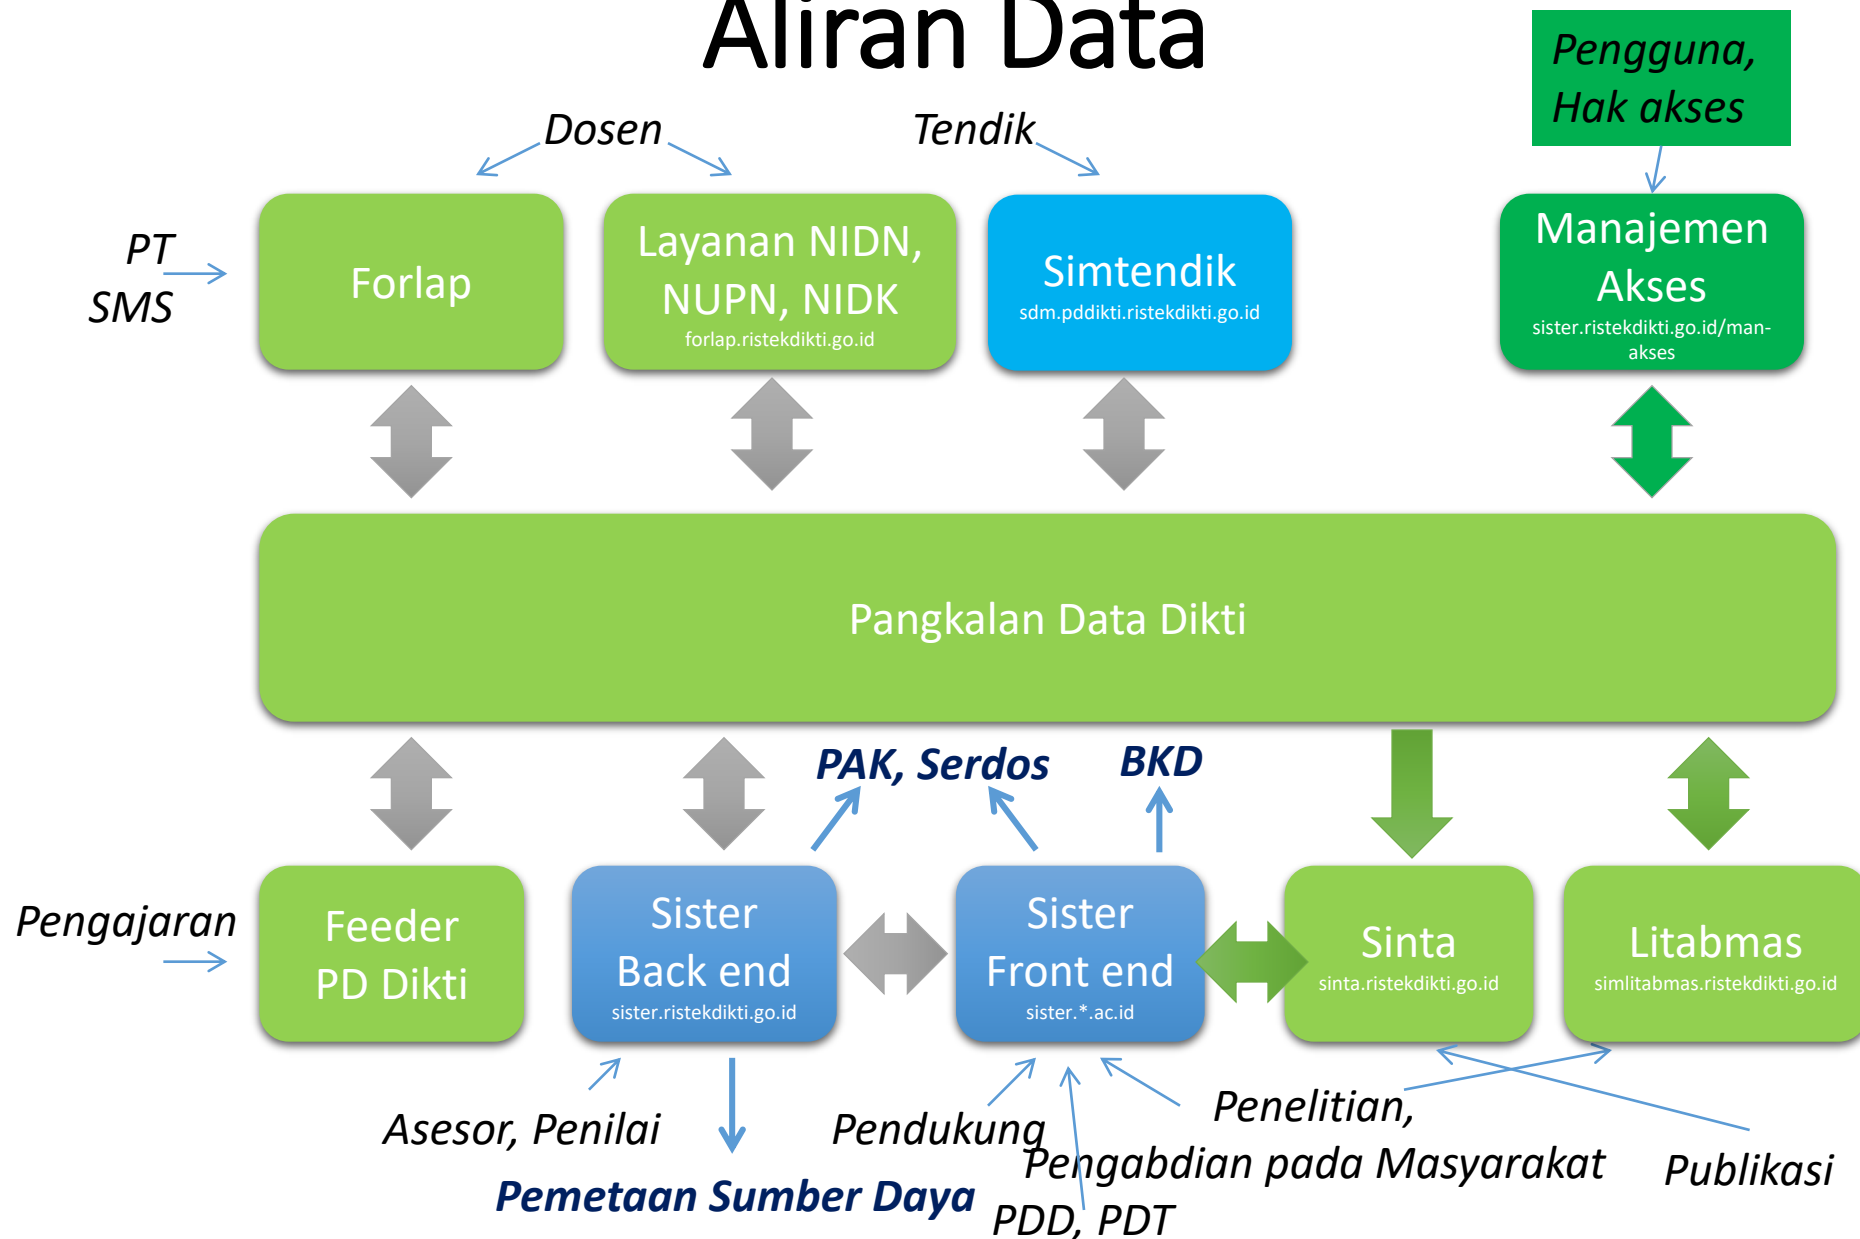 Aliran Data
Pengguna,
Hak akses
Dosen
Tendik
PT
SMS
Forlap
Layanan NIDN,
NUPN, NIDK
forlap.ristekdikti.go.id
Simtendik
sdm.pddikti.ristekdikti.go.id
Manajemen
Akses
sister.ristekdikti.go.id/man-
akses
Pangkalan Data Dikti
PAK, Serdos
BKD
Pengajaran
Feeder
PD Dikti
Sister
Back end
sister.ristekdikti.go.id
Sister
Front end
sister.*.ac.id
Sinta
sinta.ristekdikti.go.id
Litabmas
simlitabmas.ristekdikti.go.id
Asesor, Penilai
Pendukung
Penelitian,
Pengabdian pada Masyarakat
Publikasi
Pemetaan Sumber Daya
PDD, PDT